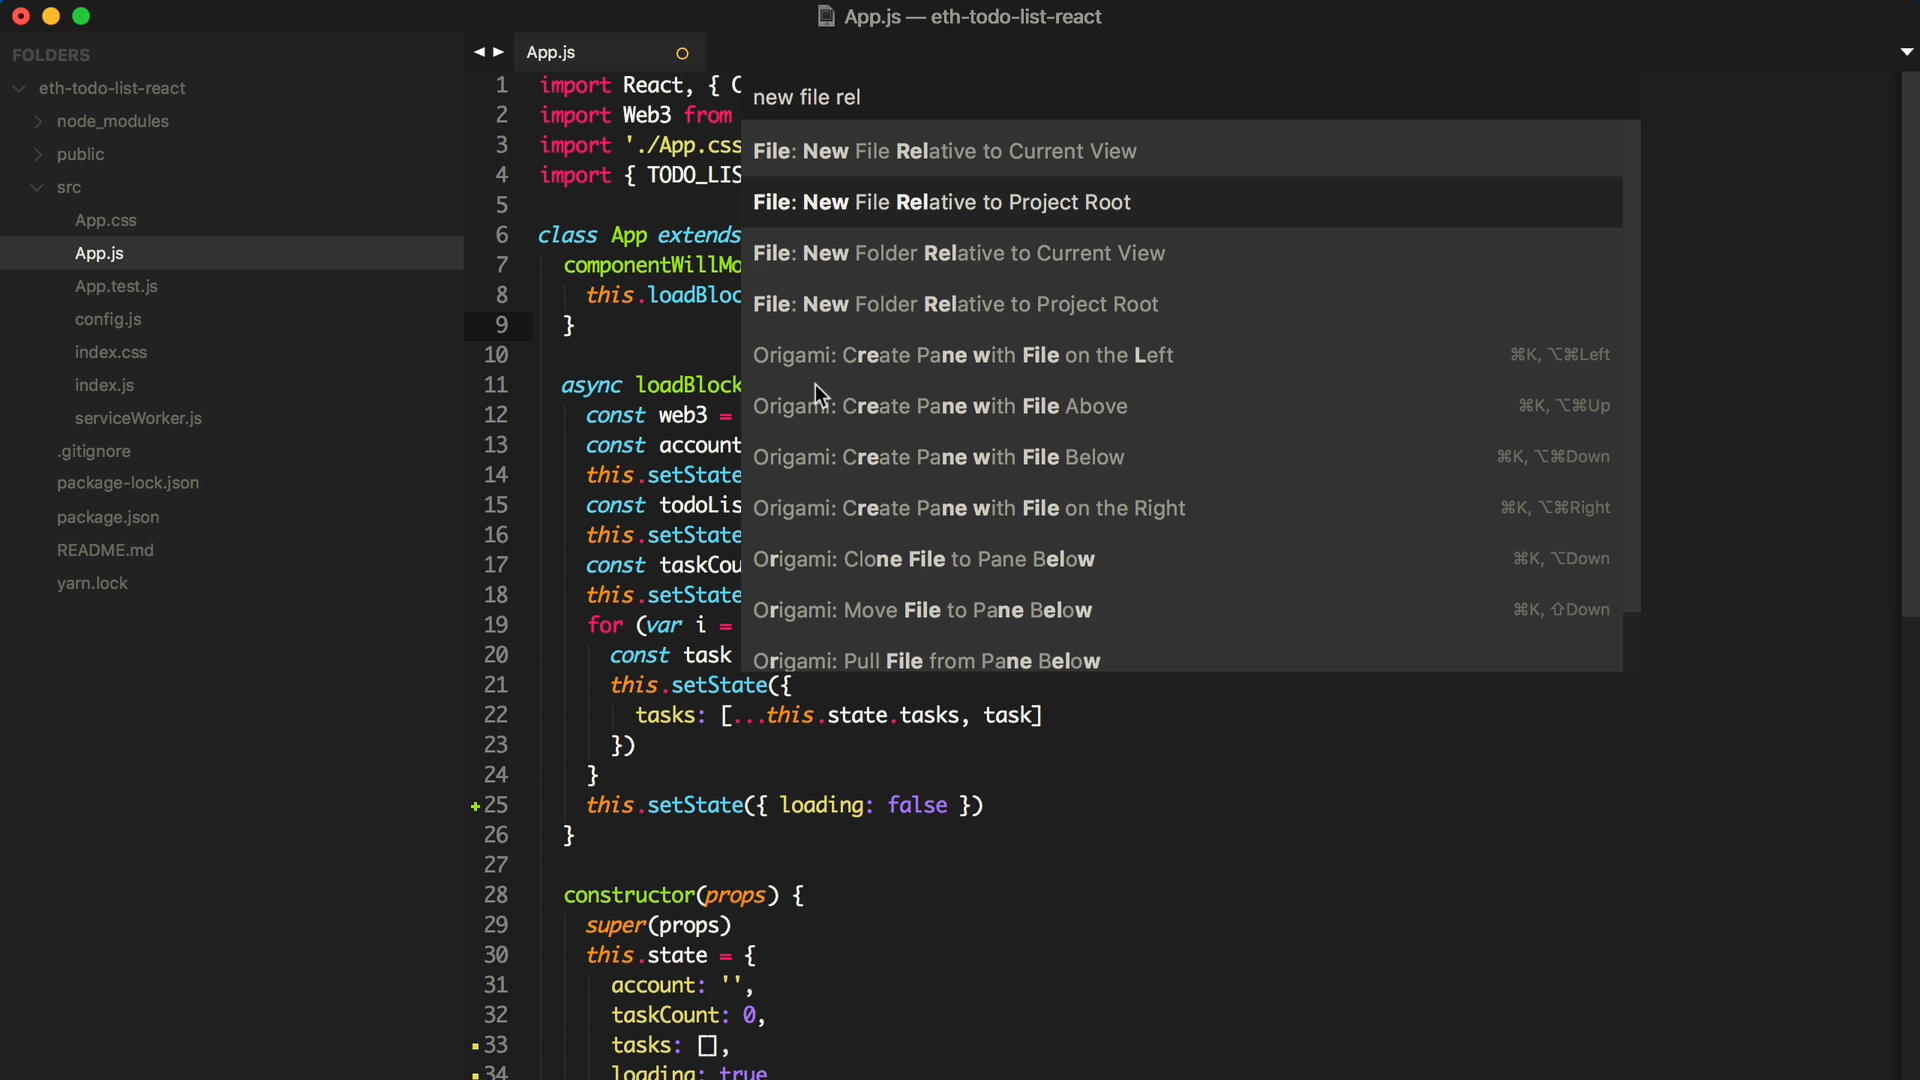 App.js — eth-todo-list-react
FOLDERS
eth-todo-list-react
node_modules
public
src
App.css
App.js
App.test.js
config.js
index.css
index.js
serviceWorker.js
.gitignore
package-lock.json
package.json
README.md
yarn.lock
App.js
1 import React, { C
2 import Web3 from
3 import './App.css
4 import { TODO_LIS
5
6 class App extends
7 componentWillMo
8 this.loadBloc
9 }
10
11 async loadBlock
12 const web3 =
13 const account
14 this.setState
15 const todoLis
16 this.setState
17 const taskCou
18 this.setState
19 for (var i =
20 const task
21 this.setState({
22 tasks: [...this.state.tasks, task]
23 })
24 }
25 this.setState({ loading: false })
26 }
27
28 constructor(props) {
29 super(props)
30 this.state = {
31 account: '',
32 taskCount: 0,
33 tasks: [],
34 loading: true
new file rel
File: New File Relative to Current View
File: New File Relative to Project Root
File: New Folder Relative to Current View
File: New Folder Relative to Project Root
Origami: Create Pane with File on the Left ⌘K, ⌥⌘Left
Origami: Create Pane with File Above ⌘K, ⌥⌘Up
Origami: Create Pane with File Below ⌘K, ⌥⌘Down
Origami: Create Pane with File on the Right ⌘K, ⌥⌘Right
Origami: Clone File to Pane Below ⌘K, ⌥Down
Origami: Move File to Pane Below ⌘K, ⇧Down
Origami: Pull File from Pane Below